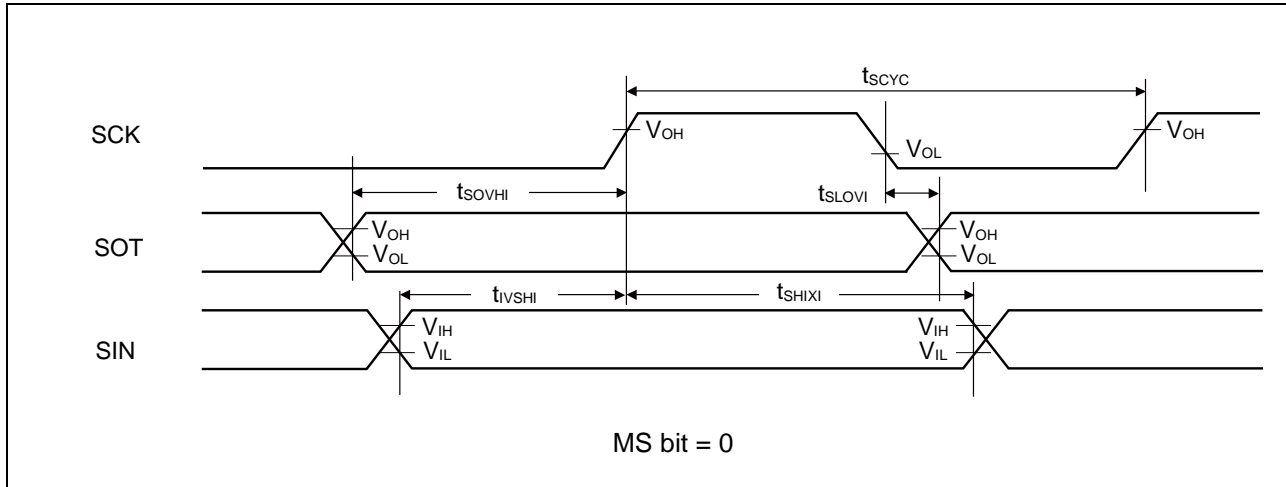 tSCYC
SCK
VOH
VOL
VOH
tSOVHI
tSLOVI
SOT
VOH
VOL
VOH
VOL
tIVSHI
tSHIXI
SIN
VIH
VIL
VIH
VIL
MS bit = 0